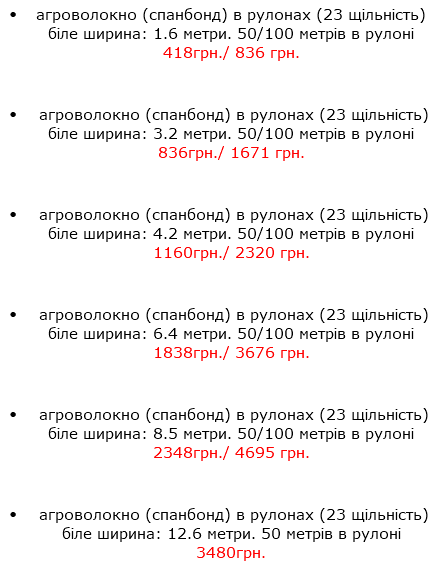 • агроволокно (спанбонд) в рулонах (23 щільність)
біле ширина: 1.6 метри. 50/100 метрів в рулоні
418грн./ 836 грн.
• агроволокно (спанбонд) в рулонах (23 щільність)
біле ширина: 3.2 метри. 50/100 метрів в рулоні
836грн./ 1671 грн.
• агроволокно (спанбонд) в рулонах (23 щільність)
біле ширина: 4.2 метри. 50/100 метрів в рулоні
1160грн./ 2320 грн.
• агроволокно (спанбонд) в рулонах (23 щільність)
біле ширина: 6.4 метри. 50/100 метрів в рулоні
1838грн./ 3676 грн.
• агроволокно (спанбонд) в рулонах (23 щільність)
біле ширина: 8.5 метри. 50/100 метрів в рулоні
2348грн./ 4695 грн.
• агроволокно (спанбонд) в рулонах (23 щільність)
біле ширина: 12.6 метри. 50 метрів в рулоні
3480грн.